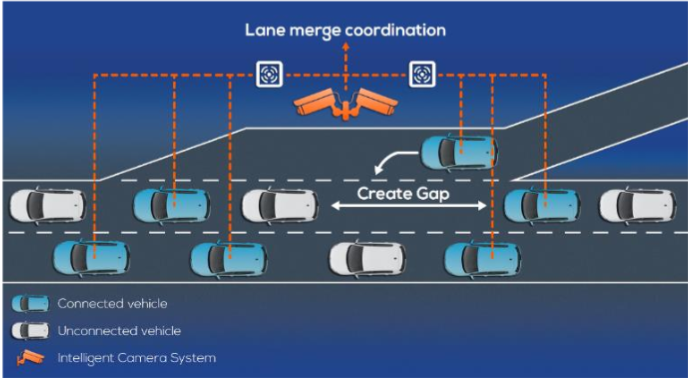 Lane merge coordination
Create Gap
Connected vehicle
Unconnected vehicle
Intelligent Camera System